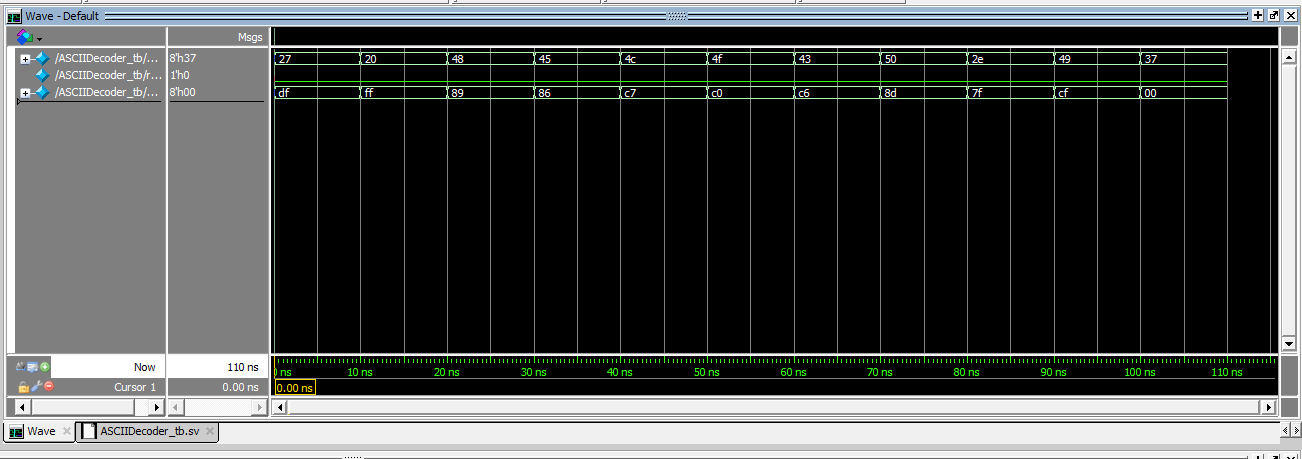 Wave - Default
Msgs
/ASCIIDecoder_tb/... 8'h37 27 20 48 45 4c 4f 43 50 2e 49 37
/ASCIIDecoder_tb/r... 1'h0
/ASCIIDecoder_tb/... 8'h00 df ff 89 86 c7 c0 c6 8d 7f cf 00
Now 110 ns 0 ns 10 ns 20 ns 30 ns 40 ns 50 ns 60 ns 70 ns 80 ns 90 ns 100 ns 110 ns
Cursor 1 0.00 ns 0.00 ns
Wave ASCIIDecoder_tb.sv